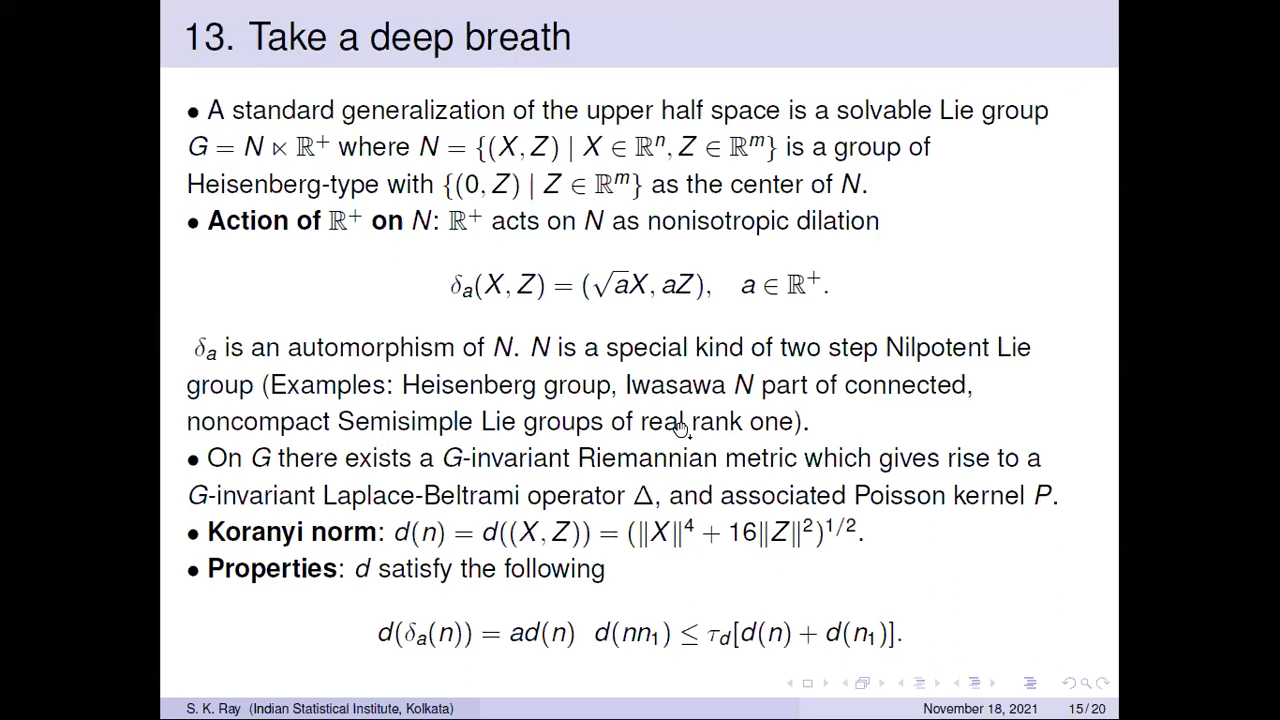 13. Take a deep breath
• A standard generalization of the upper half space is a solvable Lie group
G = N ⋉ ℝ⁺ where N = {(X, Z) | X ∈ ℝⁿ, Z ∈ ℝᵐ} is a group of
Heisenberg-type with {(0, Z) | Z ∈ ℝᵐ} as the center of N.
• Action of ℝ⁺ on N: ℝ⁺ acts on N as nonisotropic dilation
δₐ(X, Z) = (√aX, aZ), a ∈ ℝ⁺.
δₐ is an automorphism of N. N is a special kind of two step Nilpotent Lie
group (Examples: Heisenberg group, Iwasawa N part of connected,
noncompact Semisimple Lie groups of real rank one).
• On G there exists a G-invariant Riemannian metric which gives rise to a
G-invariant Laplace-Beltrami operator Δ, and associated Poisson kernel P.
• Koranyi norm: d(n) = d((X, Z)) = (‖X‖⁴ + 16‖Z‖²)^{1/2}.
• Properties: d satisfy the following
d(δₐ(n)) = ad(n) d(nn₁) ≤ τ_d[d(n) + d(n₁)].
S. K. Ray (Indian Statistical Institute, Kolkata) November 18, 2021 15/20